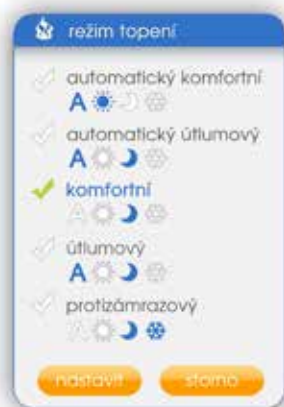 režim topení
automatický komfortní
A
automatický útlumový
A
komfortní
A
útlumový
A
protizámrazový
A
nastavit
storno